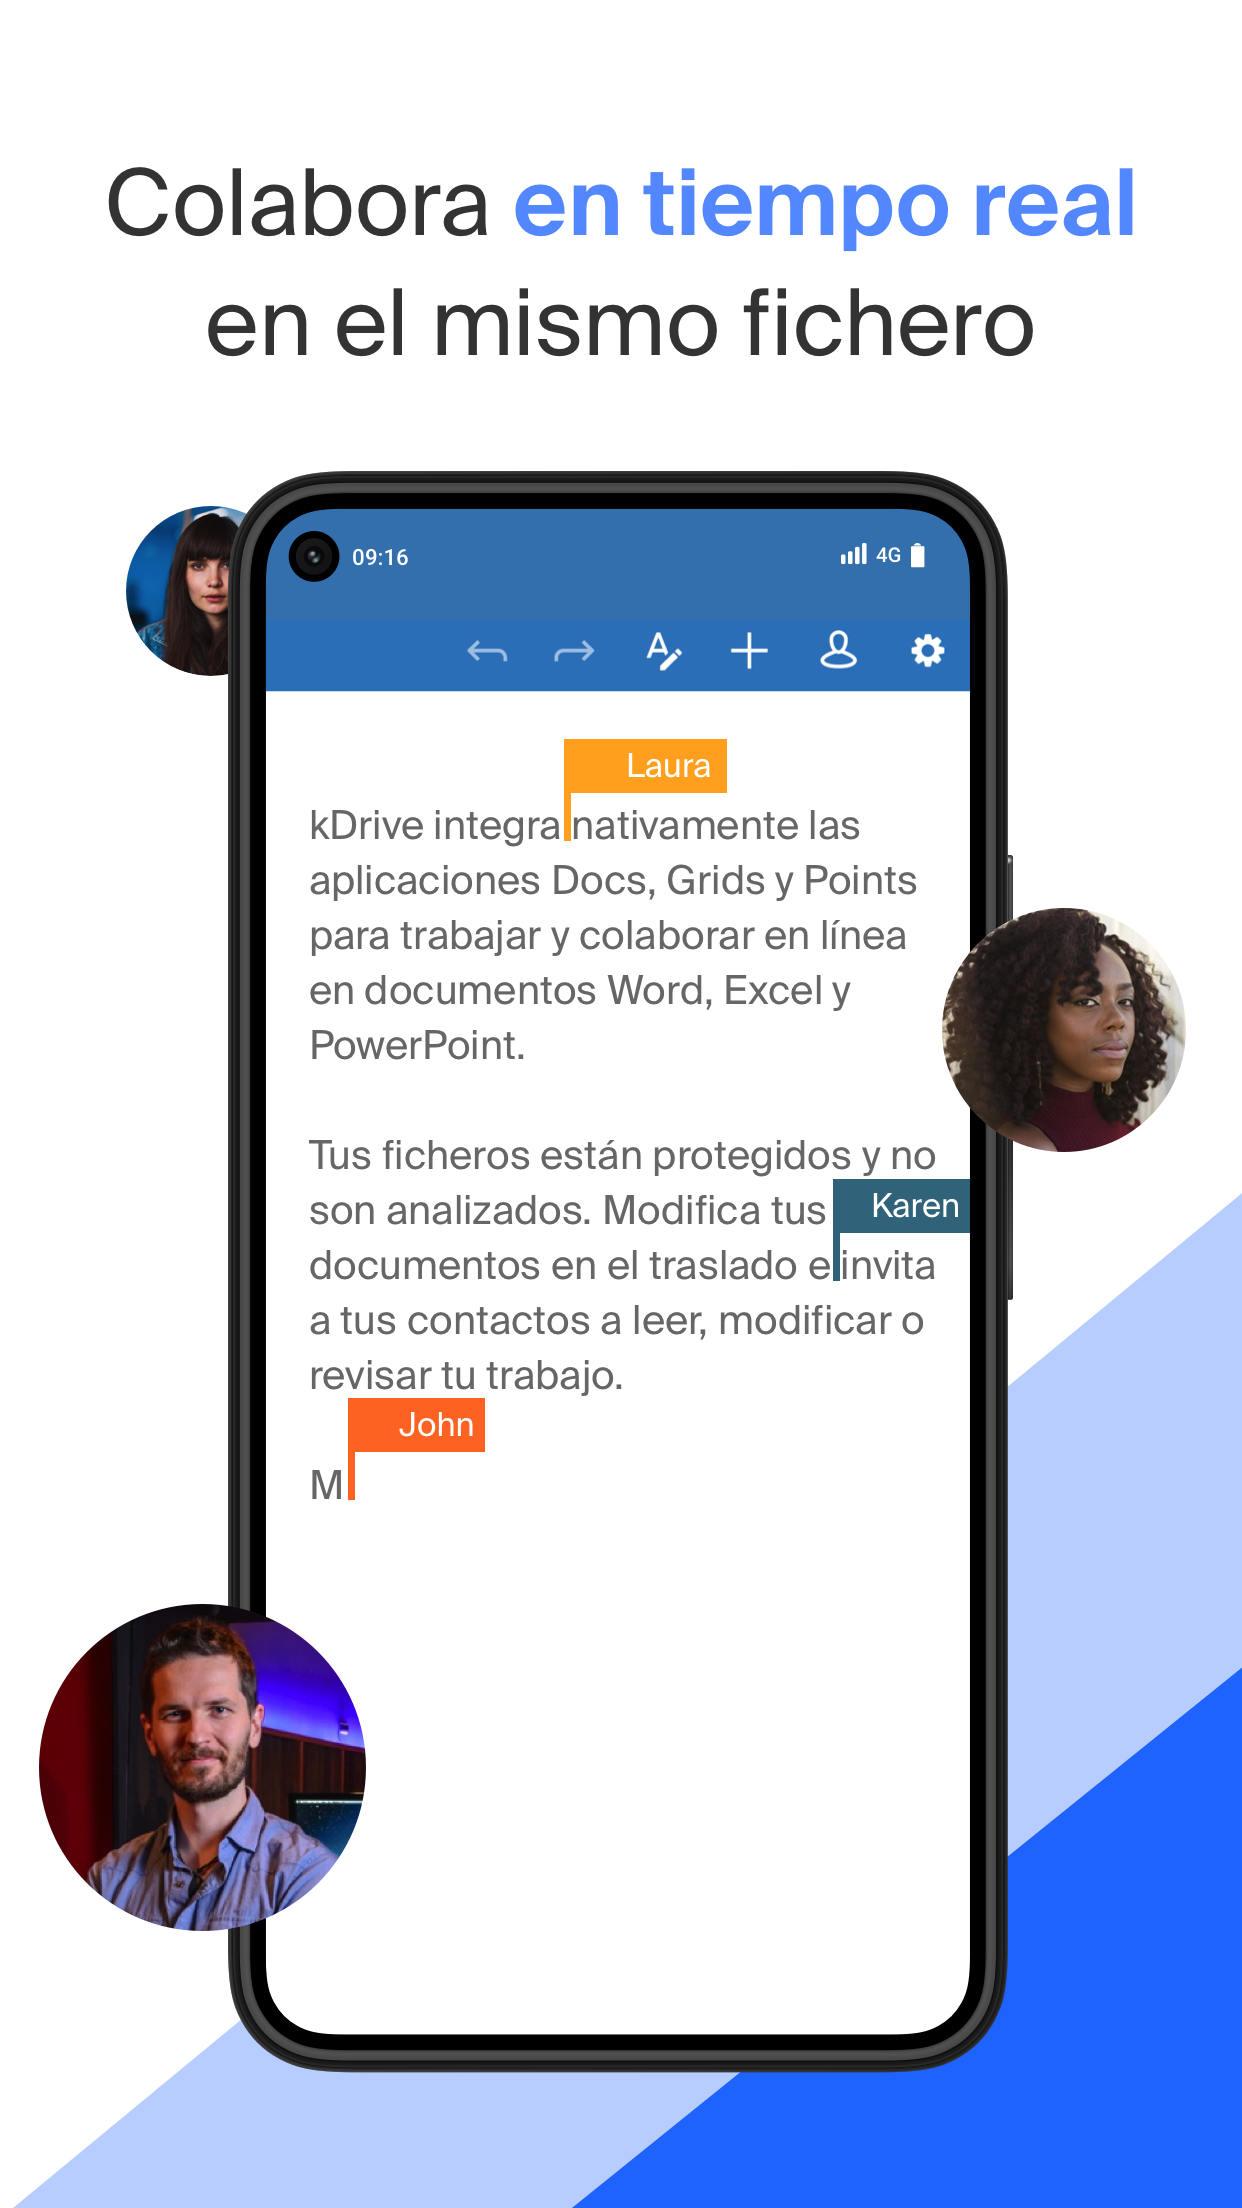 Colabora en tiempo real
en el mismo fichero
09:16
4G
Laura
kDrive integra nativamente las
aplicaciones Docs, Grids y Points
para trabajar y colaborar en línea
en documentos Word, Excel y
PowerPoint.
Tus ficheros están protegidos y no
son analizados. Modifica tus
Karen
documentos en el traslado e invita
a tus contactos a leer, modificar o
revisar tu trabajo.
John
M